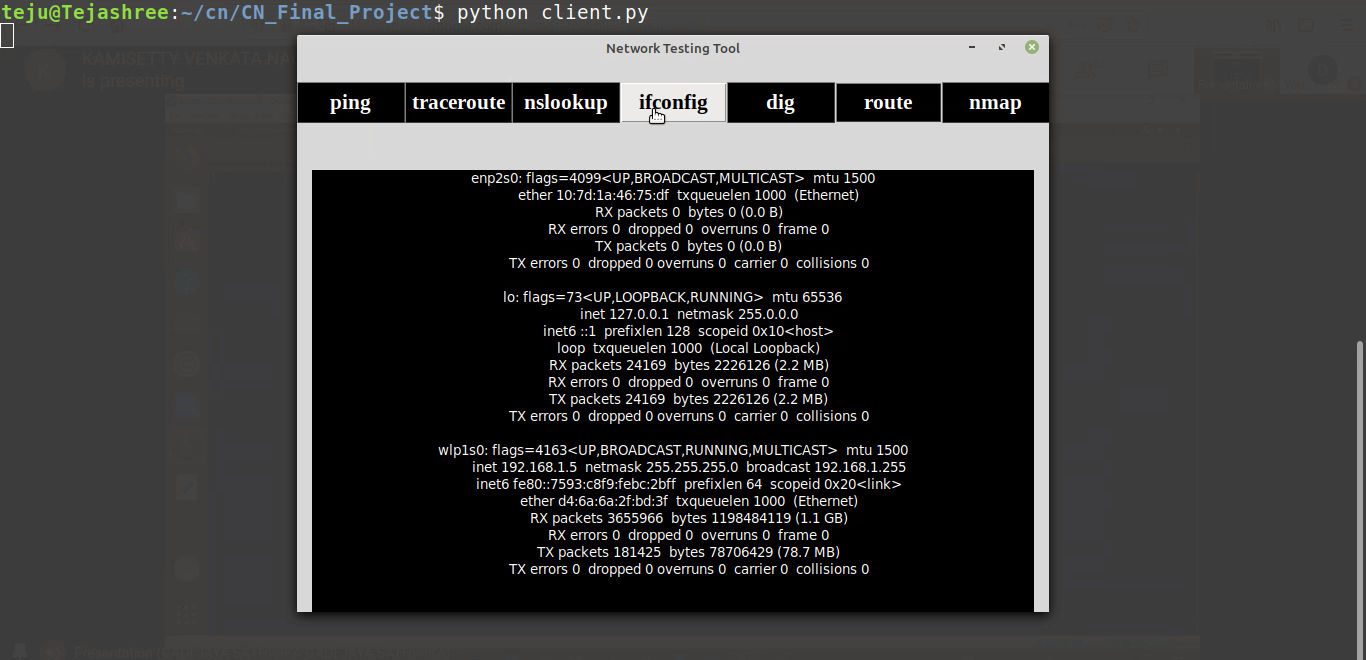 teju@Tejashree:~/cn/CN_Final_Project$ python client.py
KAMISETTY VENKATA NA
is presenting
Network Testing Tool
ping traceroute nslookup ifconfig dig route nmap
enp2s0: flags=4099<UP,BROADCAST,MULTICAST>  mtu 1500
ether 10:7d:1a:46:75:df  txqueuelen 1000  (Ethernet)
RX packets 0  bytes 0 (0.0 B)
RX errors 0  dropped 0  overruns 0  frame 0
TX packets 0  bytes 0 (0.0 B)
TX errors 0  dropped 0 overruns 0  carrier 0  collisions 0
lo: flags=73<UP,LOOPBACK,RUNNING>  mtu 65536
inet 127.0.0.1  netmask 255.0.0.0
inet6 ::1  prefixlen 128  scopeid 0x10<host>
loop  txqueuelen 1000  (Local Loopback)
RX packets 24169  bytes 2226126 (2.2 MB)
RX errors 0  dropped 0  overruns 0  frame 0
TX packets 24169  bytes 2226126 (2.2 MB)
TX errors 0  dropped 0 overruns 0  carrier 0  collisions 0
wlp1s0: flags=4163<UP,BROADCAST,RUNNING,MULTICAST>  mtu 1500
inet 192.168.1.5  netmask 255.255.255.0  broadcast 192.168.1.255
inet6 fe80::7593:c8f9:febc:2bff  prefixlen 64  scopeid 0x20<link>
ether d4:6a:6a:2f:bd:3f  txqueuelen 1000  (Ethernet)
RX packets 3655966  bytes 1198484119 (1.1 GB)
RX errors 0  dropped 0  overruns 0  frame 0
TX packets 181425  bytes 78706429 (78.7 MB)
TX errors 0  dropped 0 overruns 0  carrier 0  collisions 0